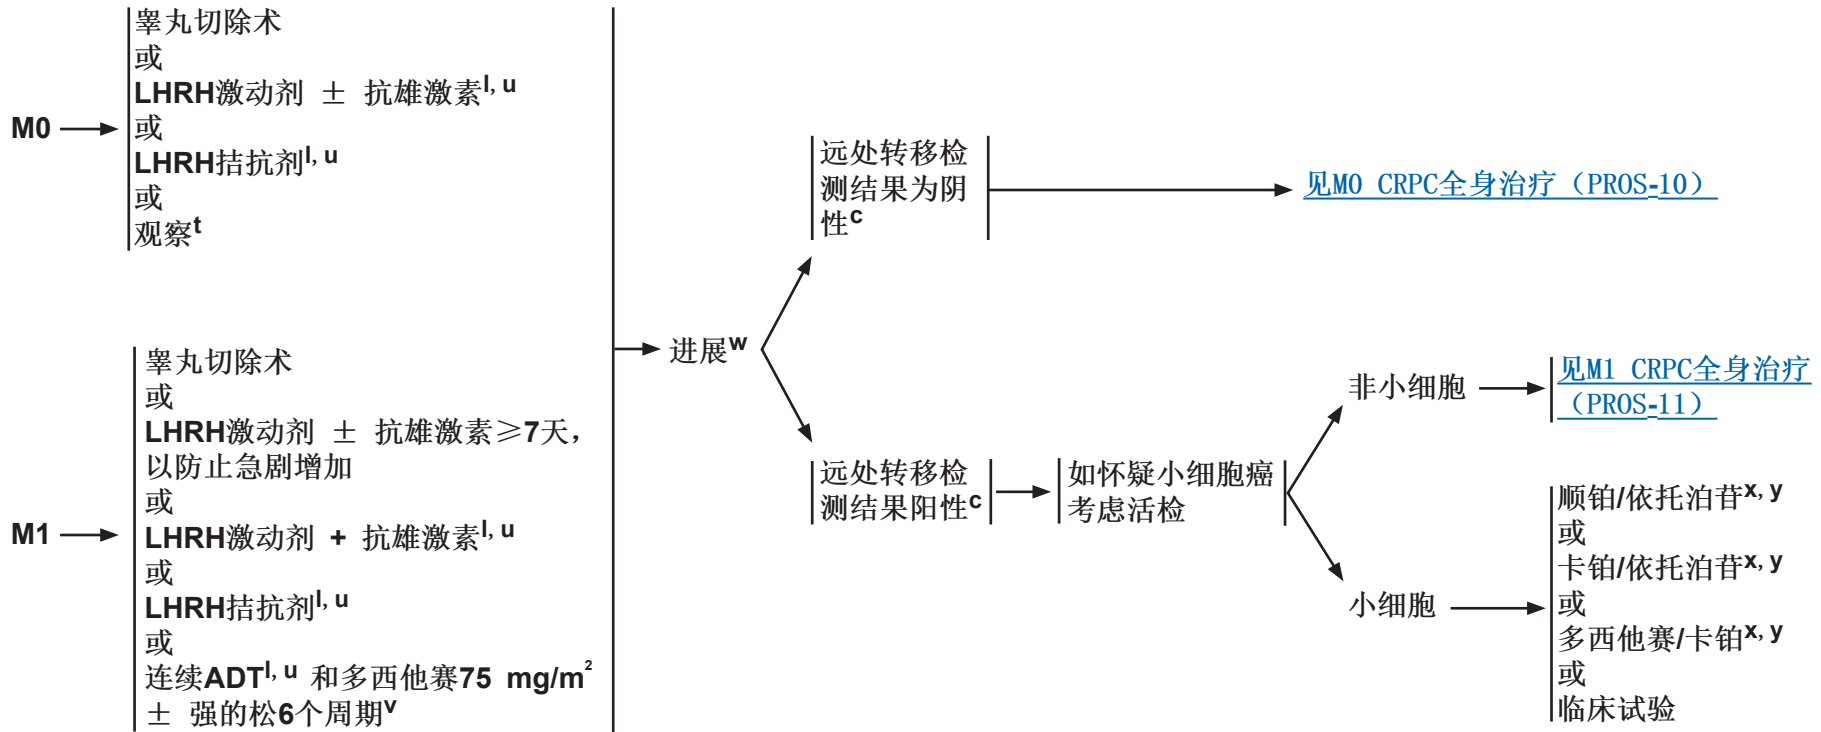 M0
睾丸切除术
或
LHRH激动剂 ± 抗雄激素l, u
或
LHRH拮抗剂l, u
或
观察t
M1
睾丸切除术
或
LHRH激动剂 ± 抗雄激素≥7天，
以防止急剧增加
或
LHRH激动剂 + 抗雄激素l, u
或
LHRH拮抗剂l, u
或
连续ADTl, u 和多西他赛75 mg/m²
± 强的松6个周期v
进展w
远处转移检
测结果为阴
性c
见M0 CRPC全身治疗（PROS-10）
远处转移检
测结果阳性c
如怀疑小细胞癌
考虑活检
非小细胞
见M1 CRPC全身治疗
（PROS-11）
小细胞
顺铂/依托泊苷x, y
或
卡铂/依托泊苷x, y
或
多西他赛/卡铂x, y
或
临床试验